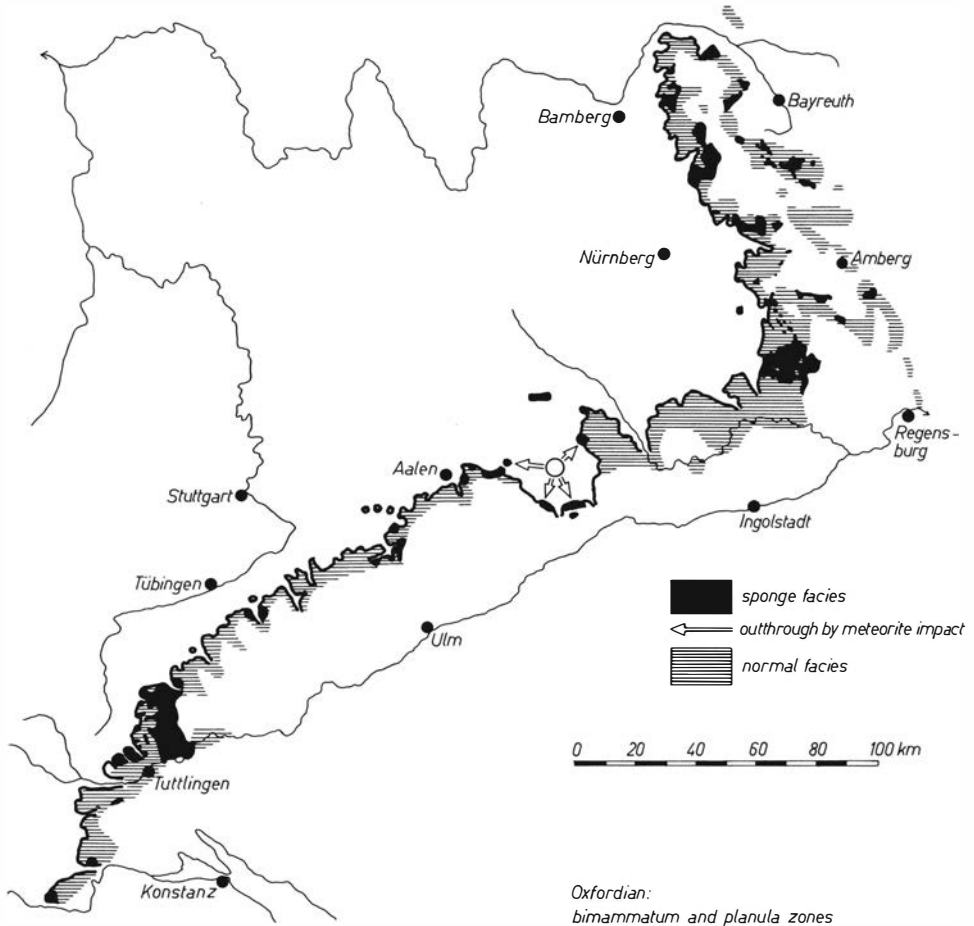 Bamberg
Bayreuth
Nürnberg
Amberg
Regens-
burg
Aalen
Stuttgart
Ingolstadt
Tübingen
Ulm
sponge facies
outthrough by meteorite impact
normal facies
0 20 40 60 80 100 km
Tuttlingen
Konstanz
Oxfordian:
bimammatum and planula zones